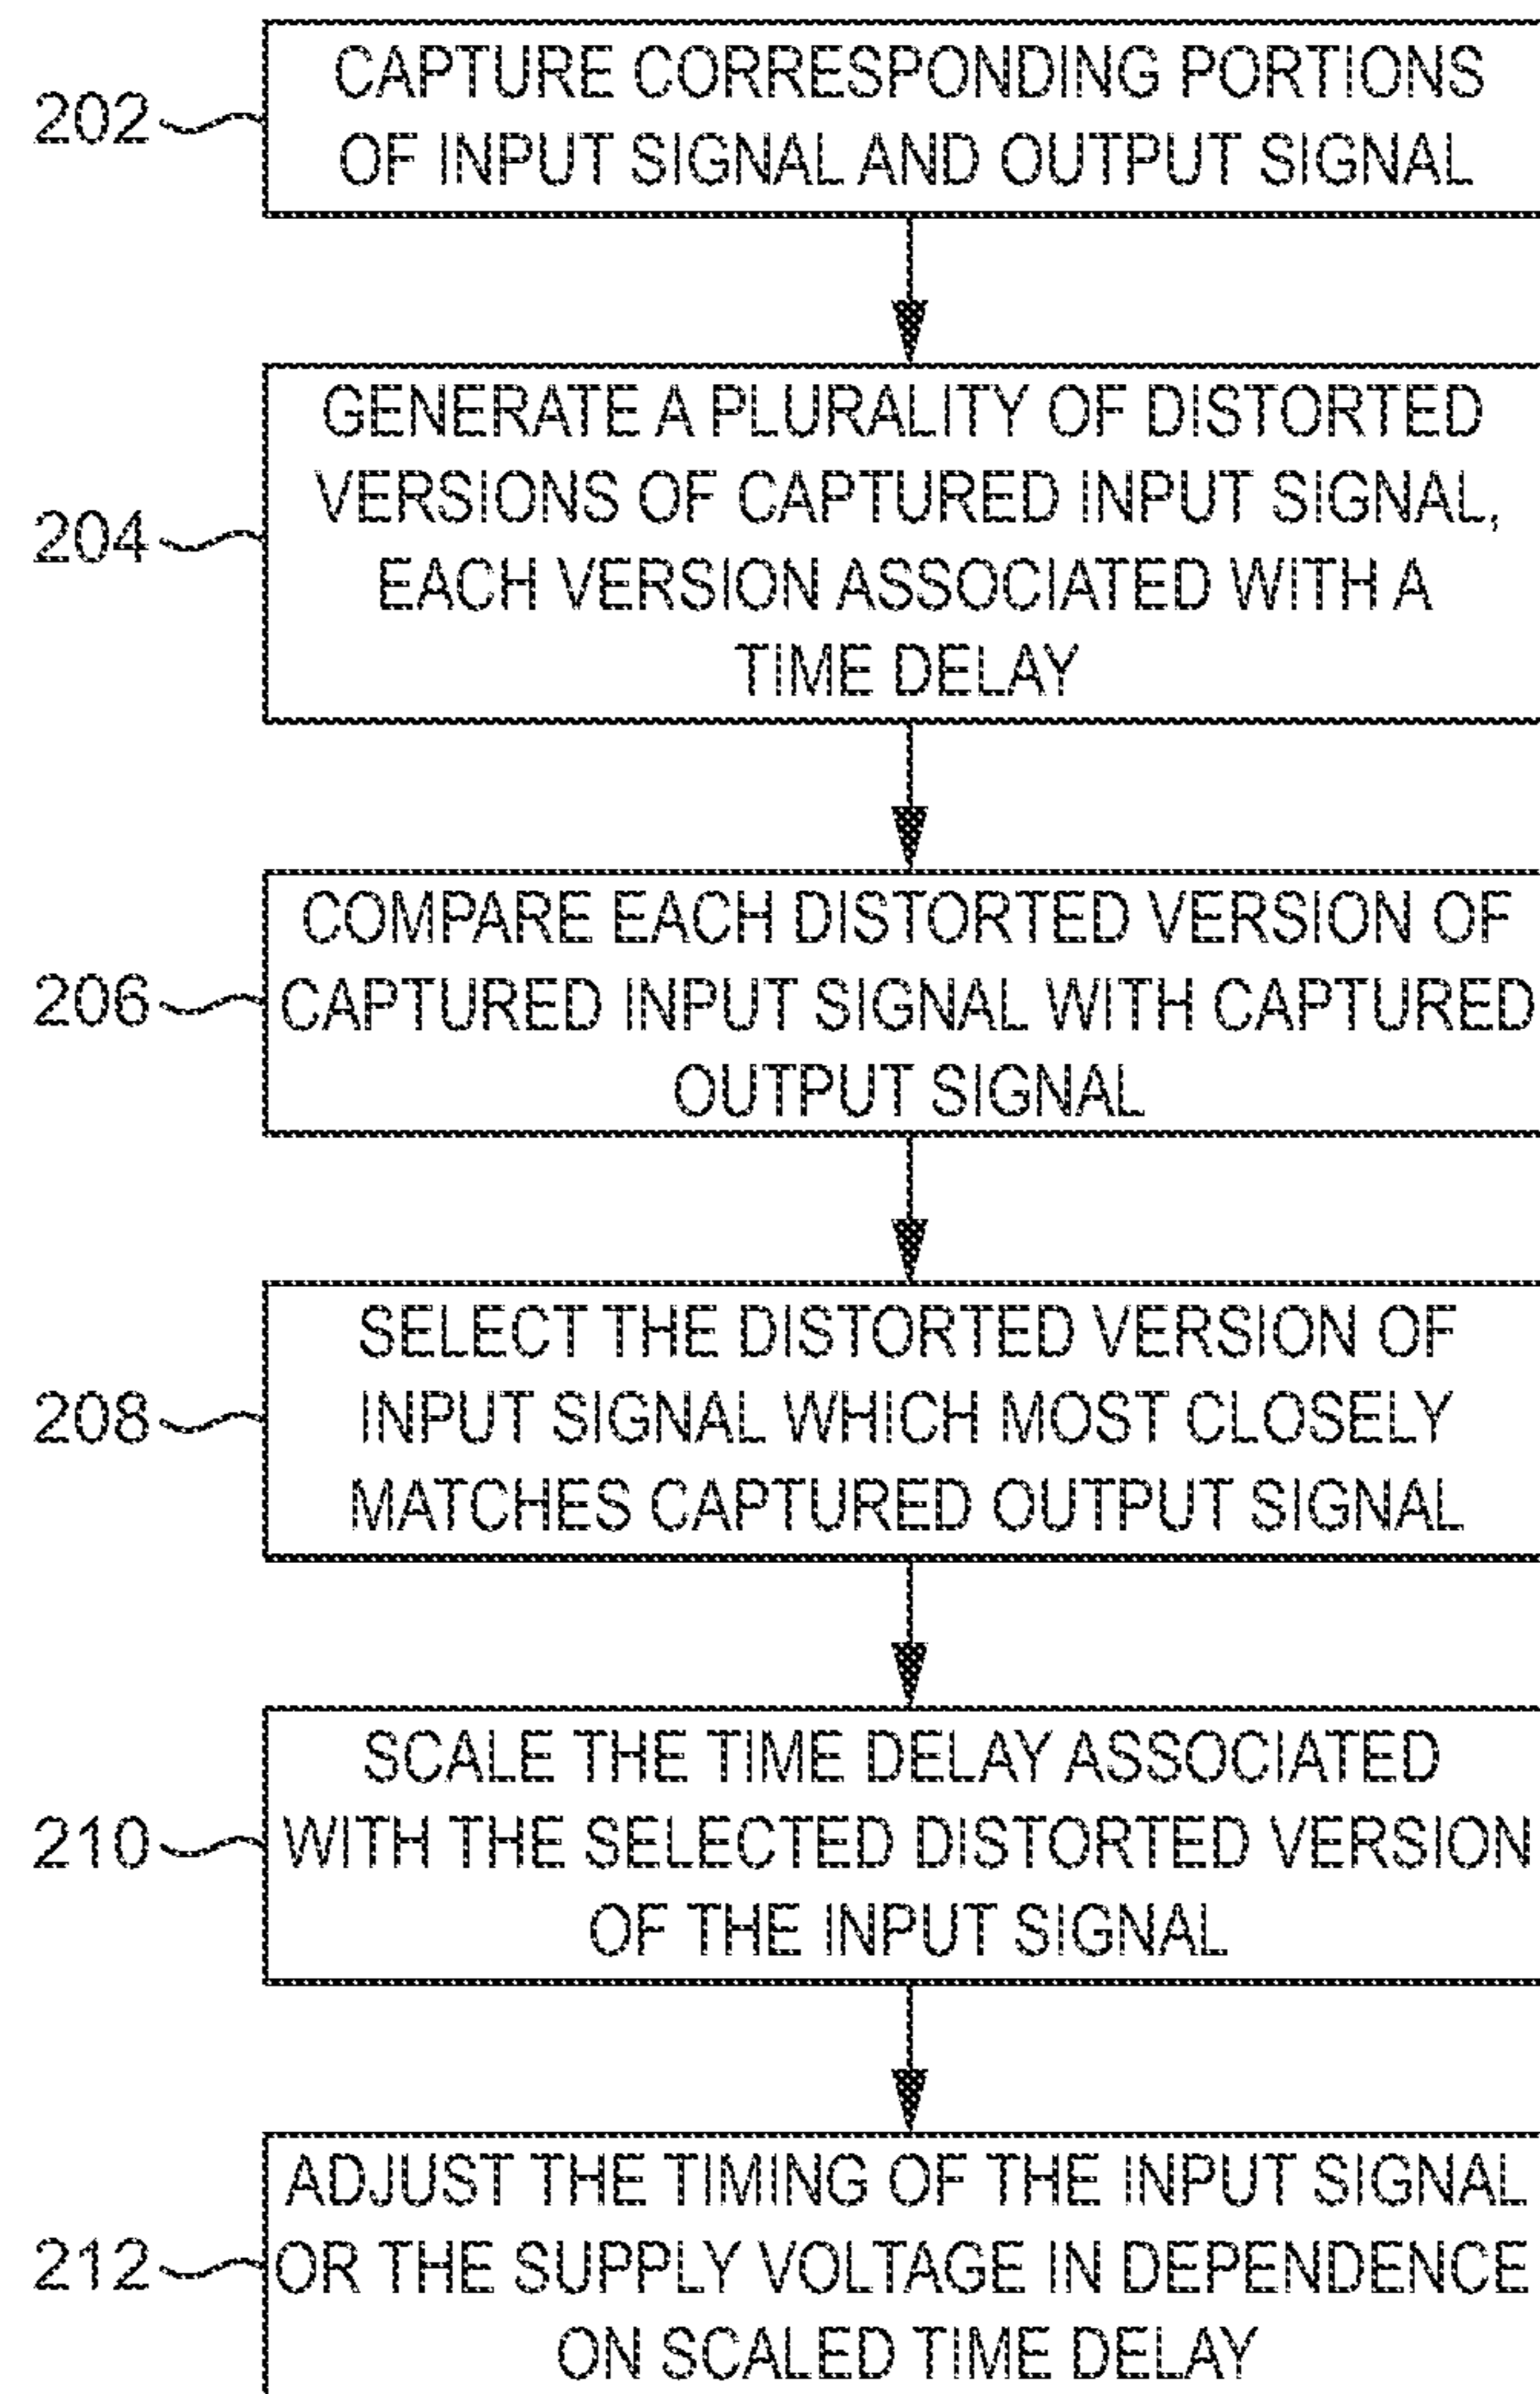 CAPTURE CORRESPONDING PORTIONS
202
OF INPUT SIGNAL AND OUTPUT SIGNAL
GENERATE A PLURALITY OF DISTORTED
VERSIONS OF CAPTURED INPUT SIGNAL,
204
EACH VERSION ASSOCIATED WITH A
TIME DELAY
COMPARE EACH DISTORTED VERSION OF
206
CAPTURED INPUT SIGNAL WITH CAPTURED
OUTPUT SIGNAL
SELECT THE DISTORTED VERSION OF
208
INPUT SIGNAL WHICH MOST CLOSELY
MATCHES CAPTURED OUTPUT SIGNAL
SCALE THE TIME DELAY ASSOCIATED
210
WITH THE SELECTED DISTORTED VERSION
OF THE INPUT SIGNAL
ADJUST THE TIMING OF THE INPUT SIGNAL
212
OR THE SUPPLY VOLTAGE IN DEPENDENCE
ON SCALED TIME DELAY